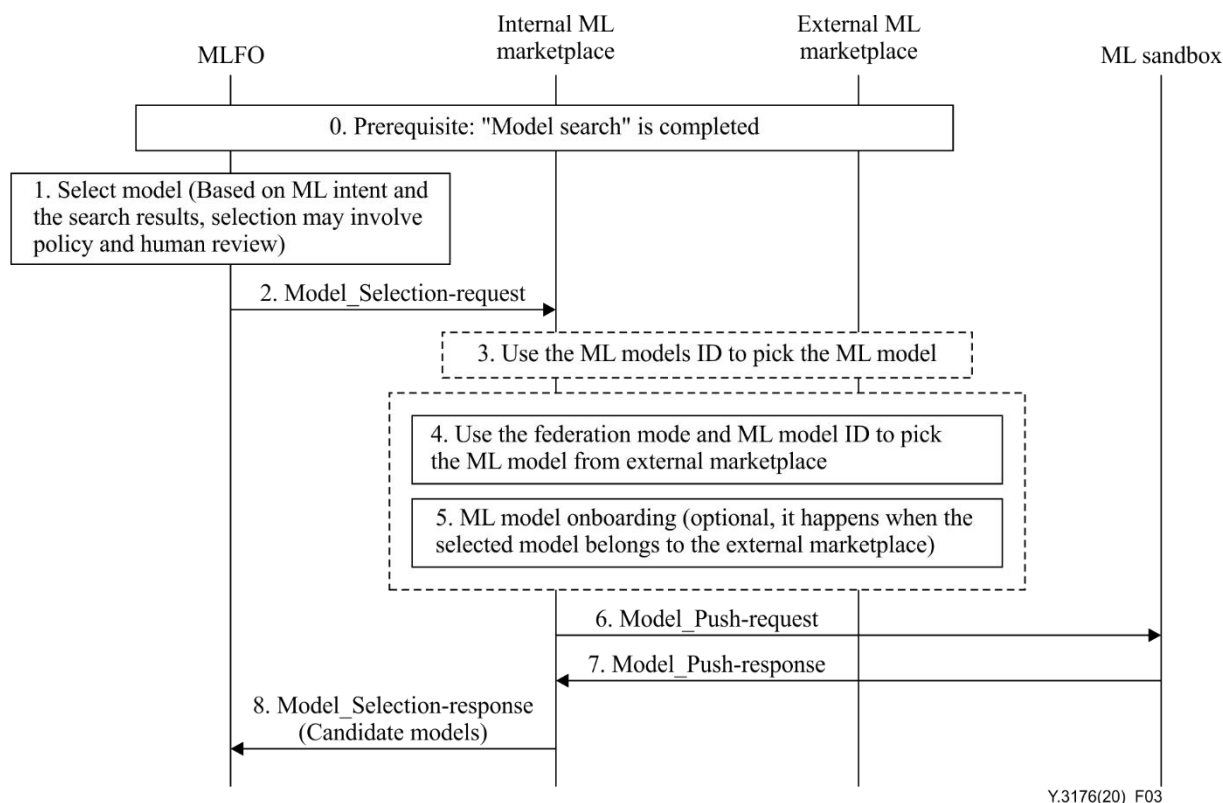 MLFO
Internal ML
marketplace
External ML
marketplace
ML sandbox
0. Prerequisite: "Model search" is completed
1. Select model (Based on ML intent and
the search results, selection may involve
policy and human review)
2. Model_Selection-request
3. Use the ML models ID to pick the ML model
4. Use the federation mode and ML model ID to pick
the ML model from external marketplace
5. ML model onboarding (optional, it happens when the
selected model belongs to the external marketplace)
6. Model_Push-request
7. Model_Push-response
8. Model_Selection-response
(Candidate models)
Y.3176(20)_F03